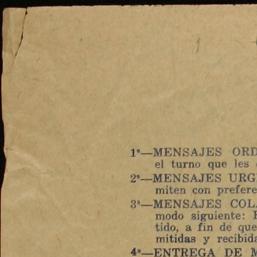 1ª—MENSAJES ORD
el turno que les
2ª—MENSAJES URG
miten con prefere
3ª—MENSAJES COL
modo siguiente:
tido, a fin de que
mitidas y recibid
4ª—ENTREGA DE M